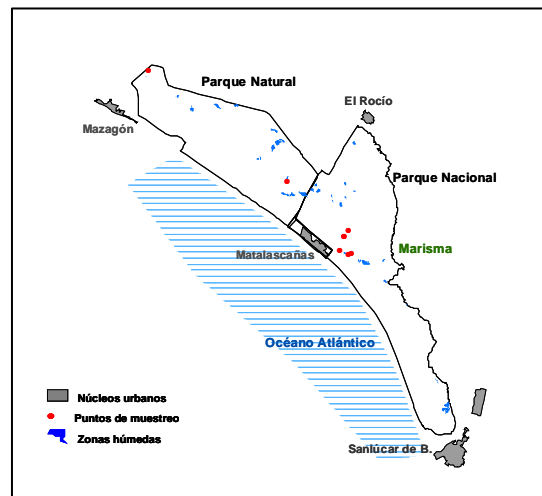 Parque Natural
El Rocío
Mazagón
Parque Nacional
Marisma
Matalascañas
Océano Atlántico
Núcleos urbanos
Puntos de muestreo
Zonas húmedas
Sanlúcar de B.